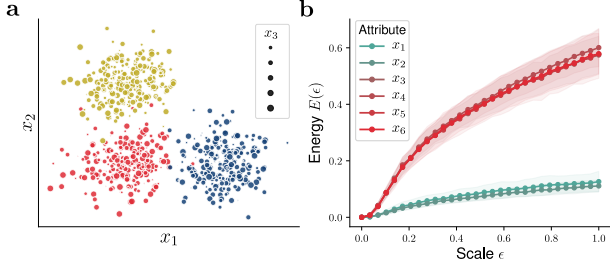 a
x₃
x₂
x₁
b
Attribute
x₁
x₂
x₃
x₄
x₅
x₆
Energy E(ϵ)
0.6
0.4
0.2
0.0
0.0 0.2 0.4 0.6 0.8 1.0
Scale ϵ